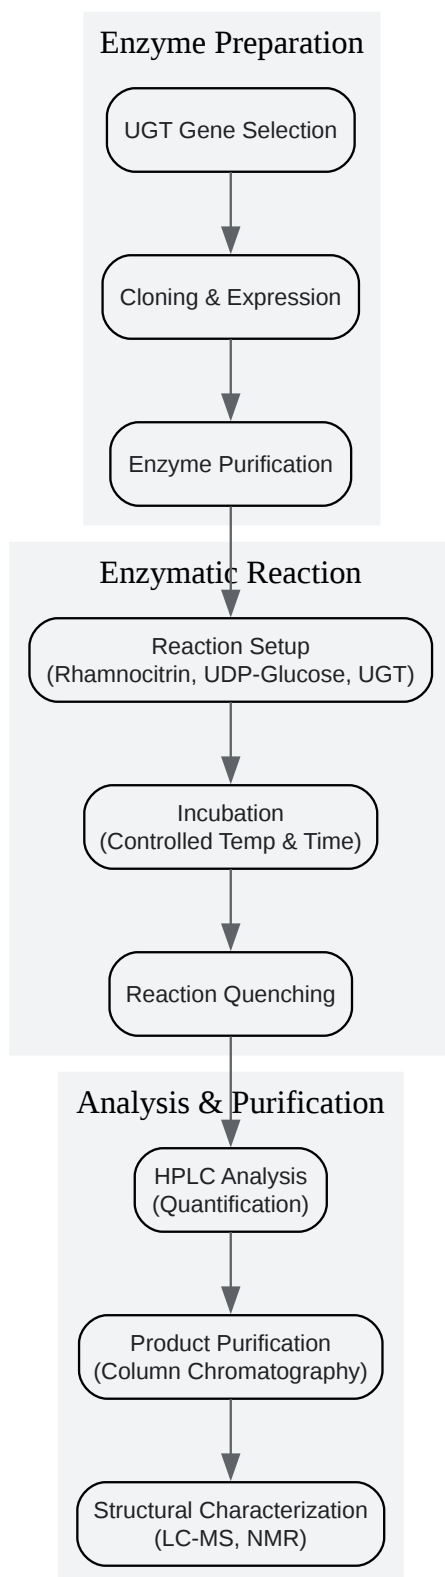 Enzyme Preparation
UGT Gene Selection
Cloning & Expression
Enzyme Purification
Enzymatic Reaction
Reaction Setup
(Rhamnocitrin, UDP-Glucose, UGT)
Incubation
(Controlled Temp & Time)
Reaction Quenching
Analysis & Purification
HPLC Analysis
(Quantification)
Product Purification
(Column Chromatography)
Structural Characterization
(LC-MS, NMR)